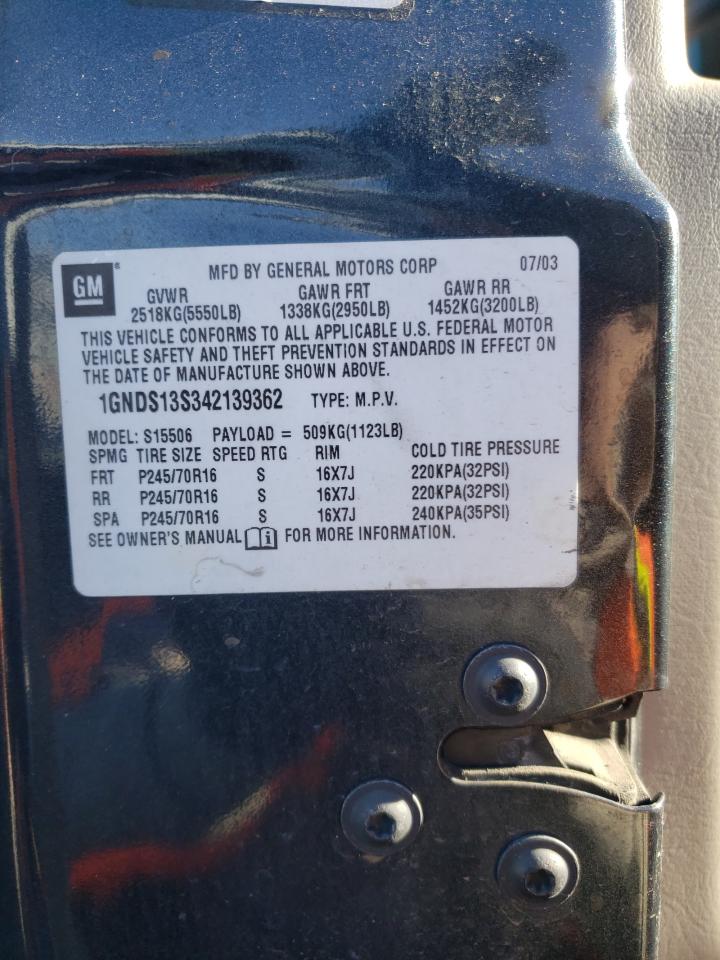 GM
®
MFD BY GENERAL MOTORS CORP 07/03
GVWR GAWR FRT GAWR RR
2518KG(5550LB) 1338KG(2950LB) 1452KG(3200LB)
THIS VEHICLE CONFORMS TO ALL APPLICABLE U.S. FEDERAL MOTOR
VEHICLE SAFETY AND THEFT PREVENTION STANDARDS IN EFFECT ON
THE DATE OF MANUFACTURE SHOWN ABOVE.
1GNDS13S342139362 TYPE: M.P.V.
MODEL: S15506 PAYLOAD = 509KG(1123LB)
SPMG TIRE SIZE SPEED RTG RIM COLD TIRE PRESSURE
FRT P245/70R16 S 16X7J 220KPA(32PSI)
RR P245/70R16 S 16X7J 220KPA(32PSI)
SPA P245/70R16 S 16X7J 240KPA(35PSI)
SEE OWNER'S MANUAL FOR MORE INFORMATION.